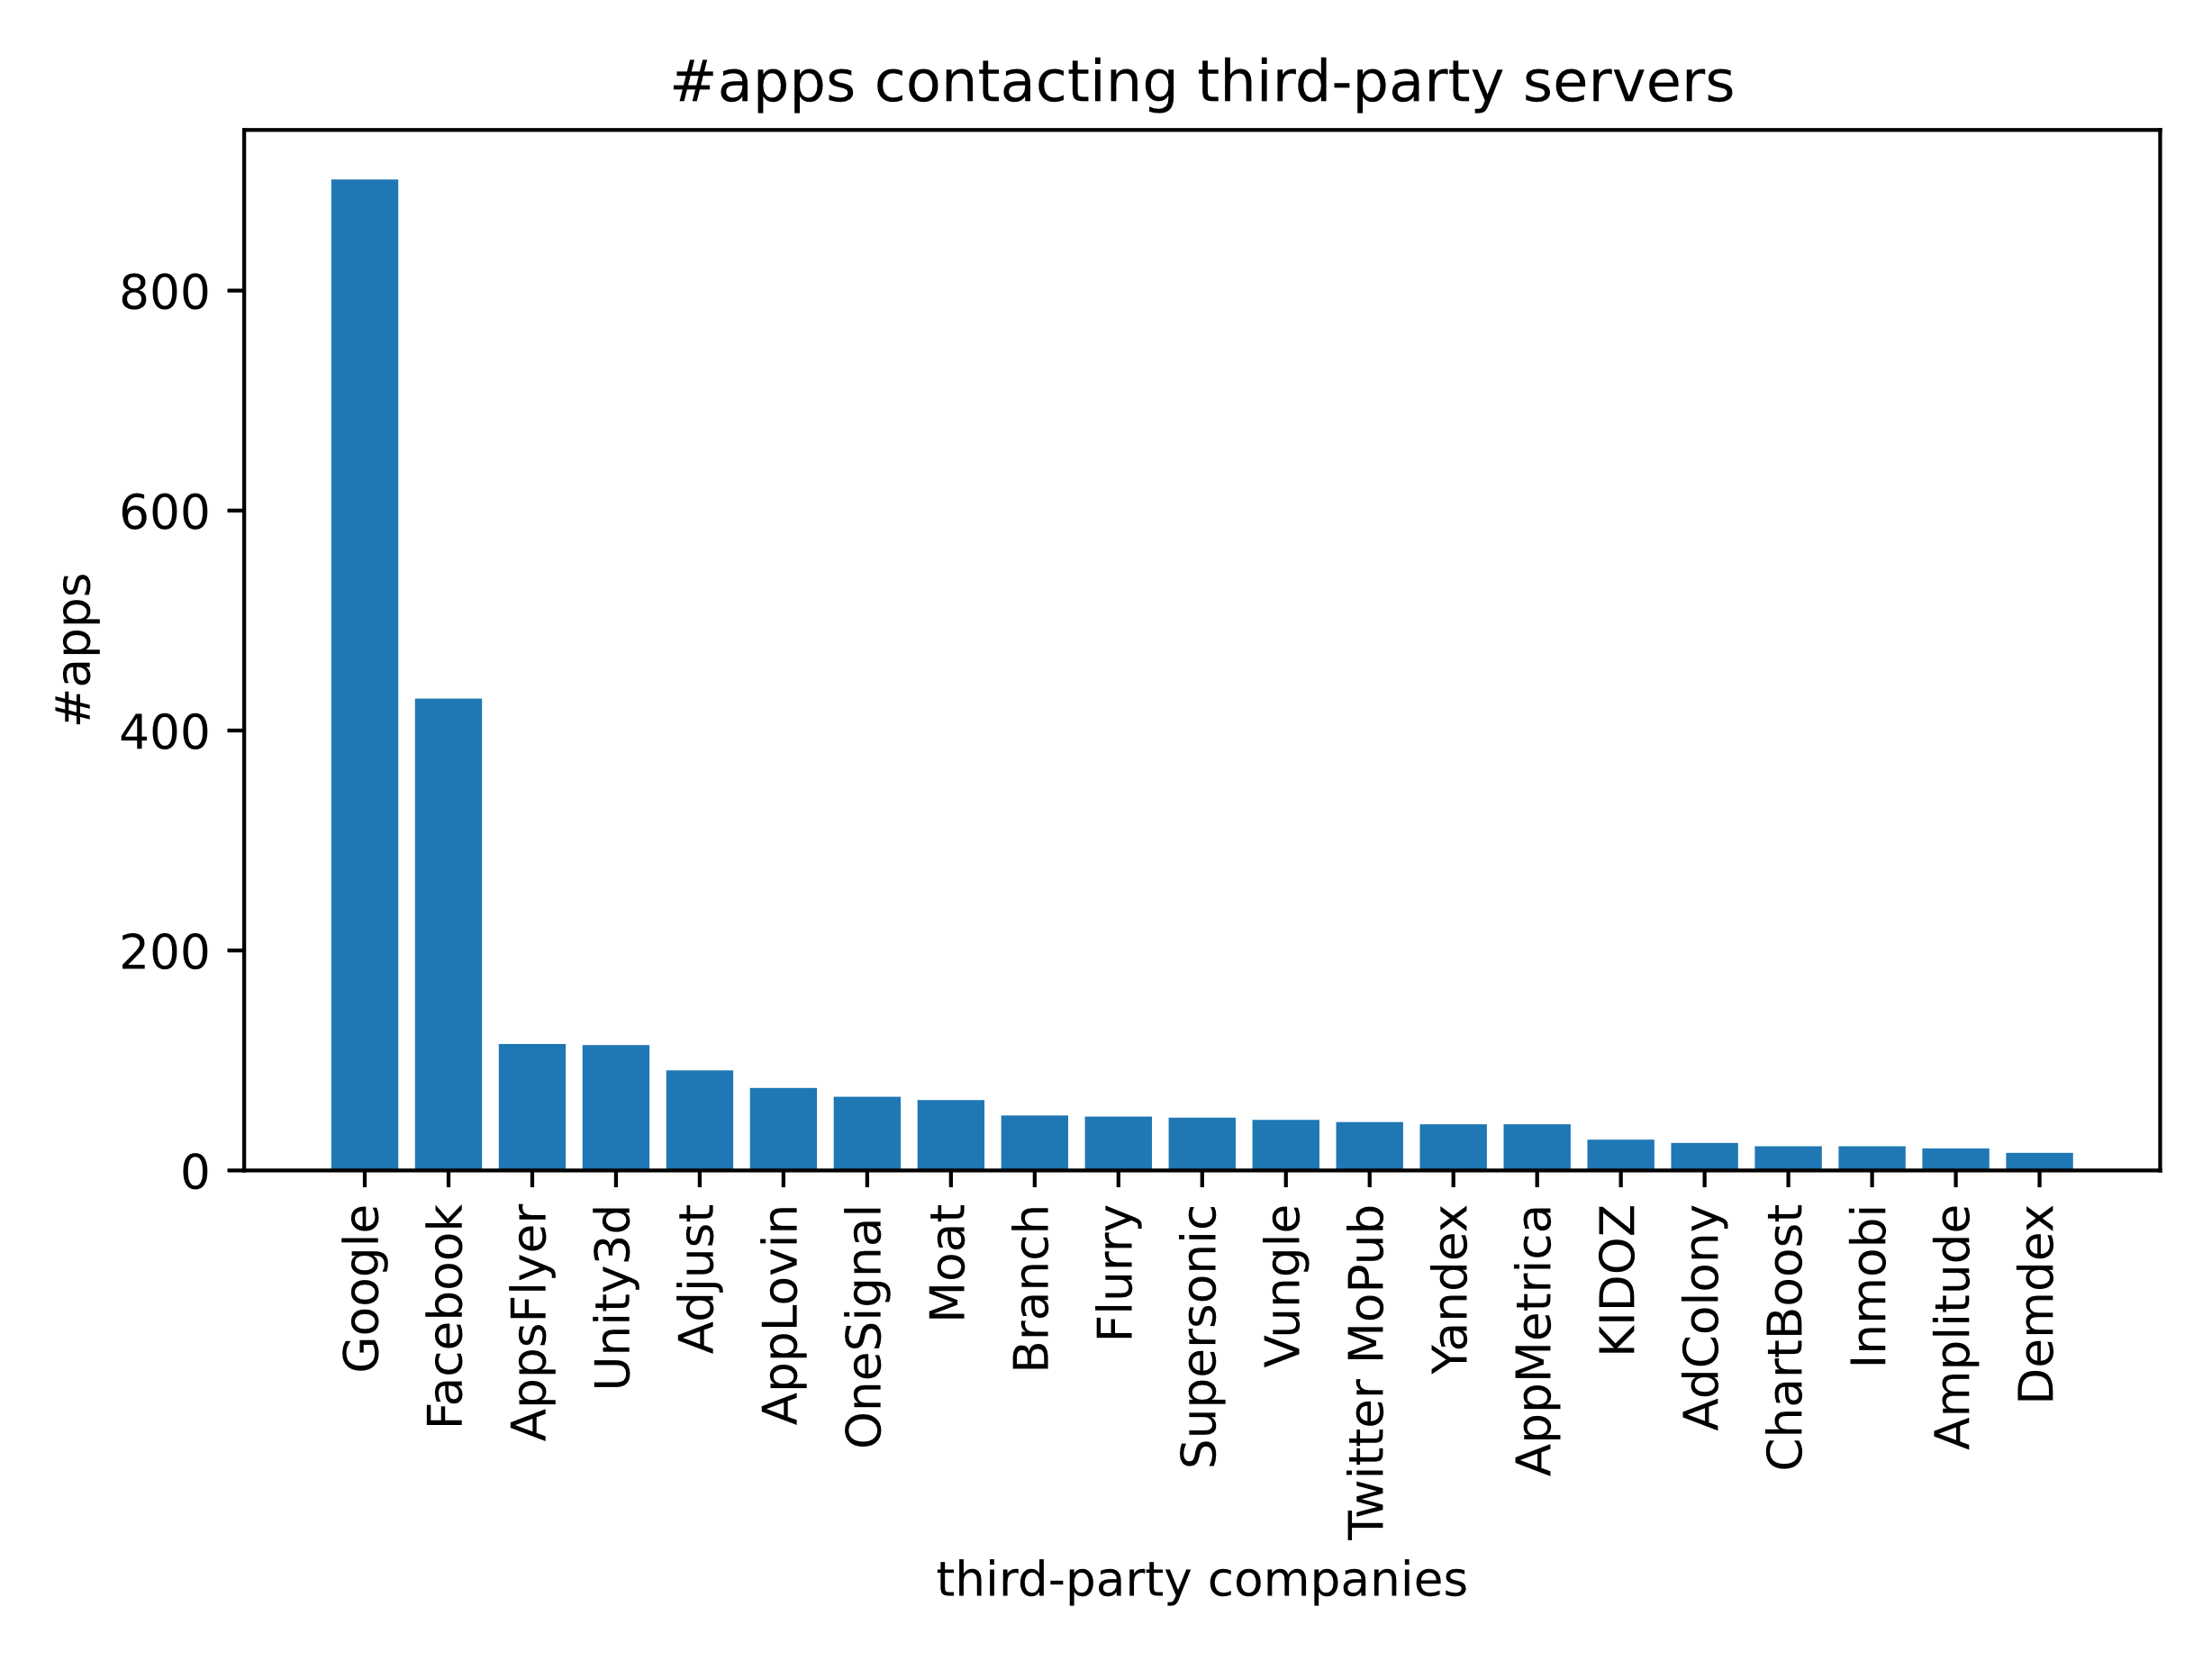 #apps contacting third-party servers
#apps
800
600
400
200
0
Google
Facebook
AppsFlyer
Unity3d
Adjust
AppLovin
OneSignal
Moat
Branch
Flurry
Supersonic
Vungle
Twitter MoPub
Yandex
AppMetrica
KIDOZ
AdColony
ChartBoost
Inmobi
Amplitude
Demdex
third-party companies